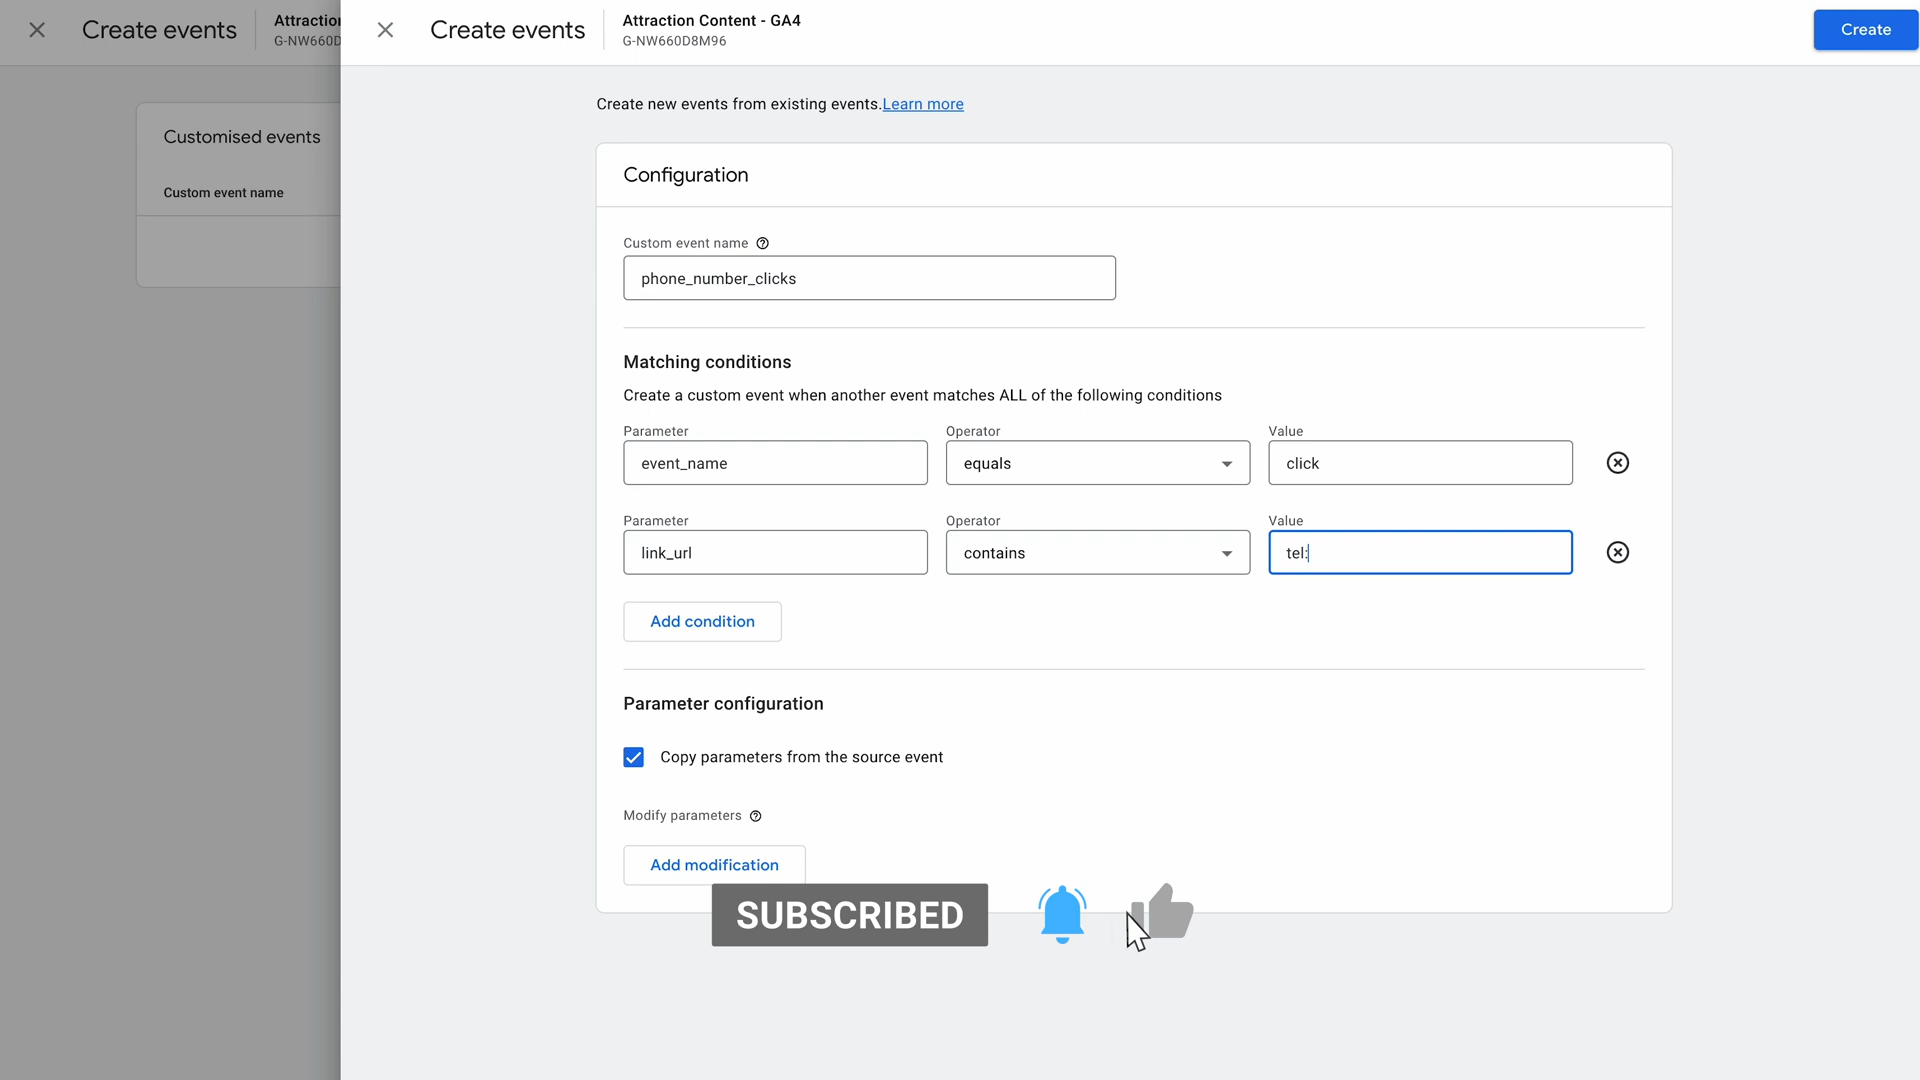 Create events
Attraction
G-NW660D
Customised events
Custom event name
Create events
Attraction Content - GA4
G-NW660D8M96
Create
Create new events from existing events.Learn more
Configuration
Custom event name
phone_number_clicks
Matching conditions
Create a custom event when another event matches ALL of the following conditions
Parameter Operator Value
event_name equals click
Parameter Operator Value
link_url contains tel:
Add condition
Parameter configuration
Copy parameters from the source event
Modify parameters
Add modification
SUBSCRIBED